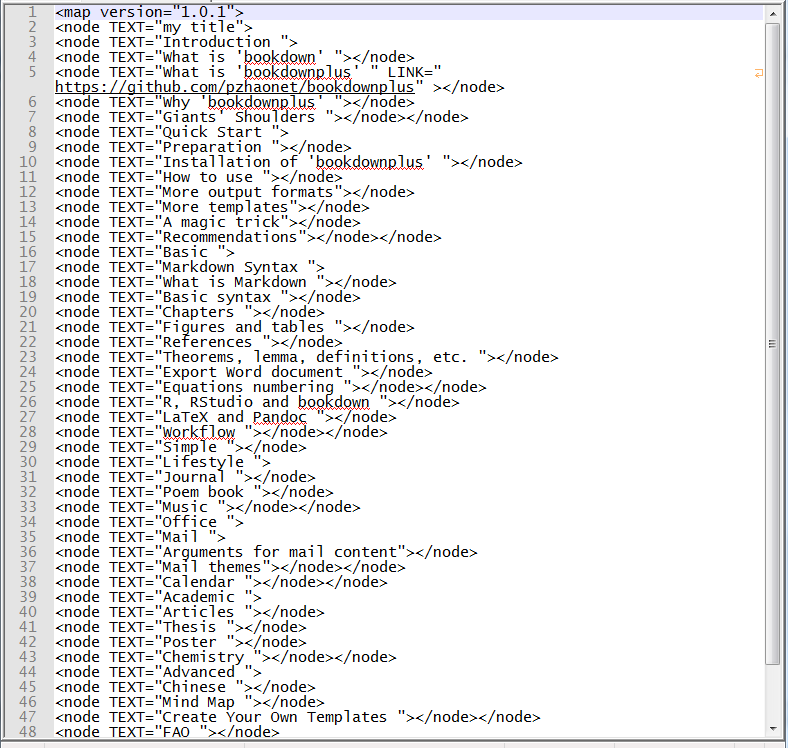 1 <map version="1.0.1">
2 <node TEXT="my title">
3 <node TEXT="Introduction ">
4 <node TEXT="What is 'bookdown' "></node>
5 <node TEXT="What is 'bookdownplus' " LINK="
https://github.com/pzhaonet/bookdownplus" ></node>
6 <node TEXT="Why 'bookdownplus' "></node>
7 <node TEXT="Giants' Shoulders "></node></node>
8 <node TEXT="Quick Start ">
9 <node TEXT="Preparation "></node>
10 <node TEXT="Installation of 'bookdownplus' "></node>
11 <node TEXT="How to use "></node>
12 <node TEXT="More output formats"></node>
13 <node TEXT="More templates"></node>
14 <node TEXT="A magic trick"></node>
15 <node TEXT="Recommendations"></node></node>
16 <node TEXT="Basic ">
17 <node TEXT="Markdown Syntax ">
18 <node TEXT="What is Markdown "></node>
19 <node TEXT="Basic syntax "></node>
20 <node TEXT="Chapters "></node>
21 <node TEXT="Figures and tables "></node>
22 <node TEXT="References "></node>
23 <node TEXT="Theorems, lemma, definitions, etc. "></node>
24 <node TEXT="Export Word document "></node>
25 <node TEXT="Equations numbering "></node></node>
26 <node TEXT="R, RStudio and bookdown "></node>
27 <node TEXT="LaTeX and Pandoc "></node>
28 <node TEXT="Workflow "></node></node>
29 <node TEXT="Simple "></node>
30 <node TEXT="Lifestyle ">
31 <node TEXT="Journal "></node>
32 <node TEXT="Poem book "></node>
33 <node TEXT="Music "></node></node>
34 <node TEXT="Office ">
35 <node TEXT="Mail ">
36 <node TEXT="Arguments for mail content"></node>
37 <node TEXT="Mail themes"></node></node>
38 <node TEXT="Calendar "></node></node>
39 <node TEXT="Academic ">
40 <node TEXT="Articles "></node>
41 <node TEXT="Thesis "></node>
42 <node TEXT="Poster "></node>
43 <node TEXT="Chemistry "></node></node>
44 <node TEXT="Advanced ">
45 <node TEXT="Chinese "></node>
46 <node TEXT="Mind Map "></node>
47 <node TEXT="Create Your Own Templates "></node></node>
48 <node TEXT="FAQ "></node>